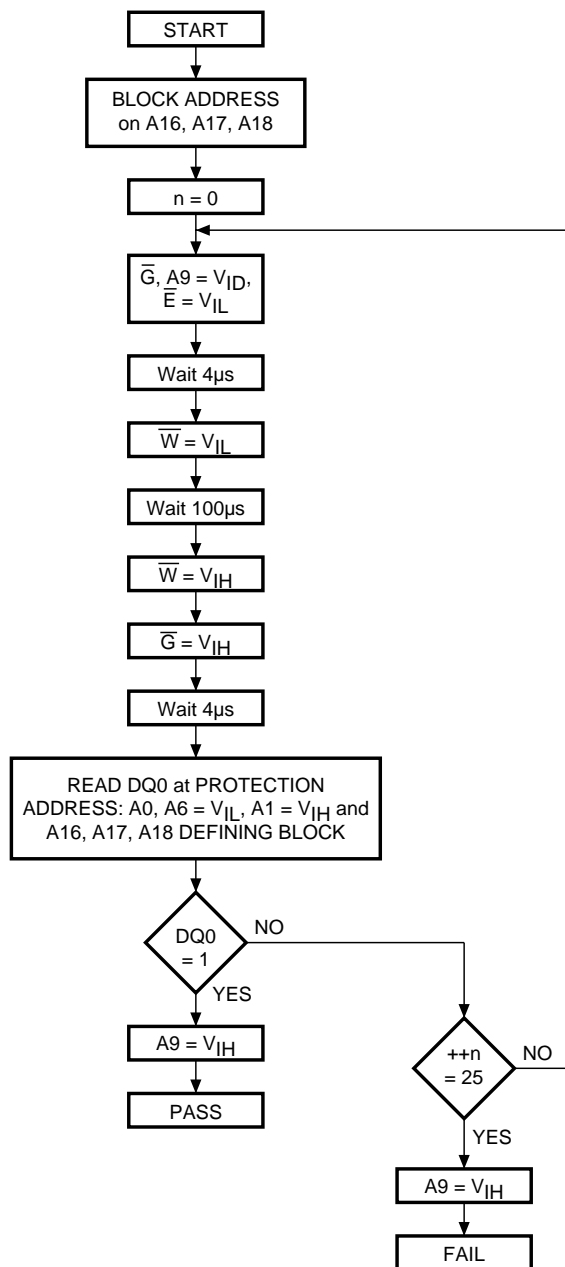 START
BLOCK ADDRESS
on A16, A17, A18
n = 0
G̅, A9 = VID,
E̅ = VIL
Wait 4µs
W̅ = VIL
Wait 100µs
W̅ = VIH
G̅ = VIH
Wait 4µs
READ DQ0 at PROTECTION
ADDRESS: A0, A6 = VIL, A1 = VIH and
A16, A17, A18 DEFINING BLOCK
DQ0
= 1
NO
YES
A9 = VIH
PASS
++n
= 25
NO
YES
A9 = VIH
FAIL